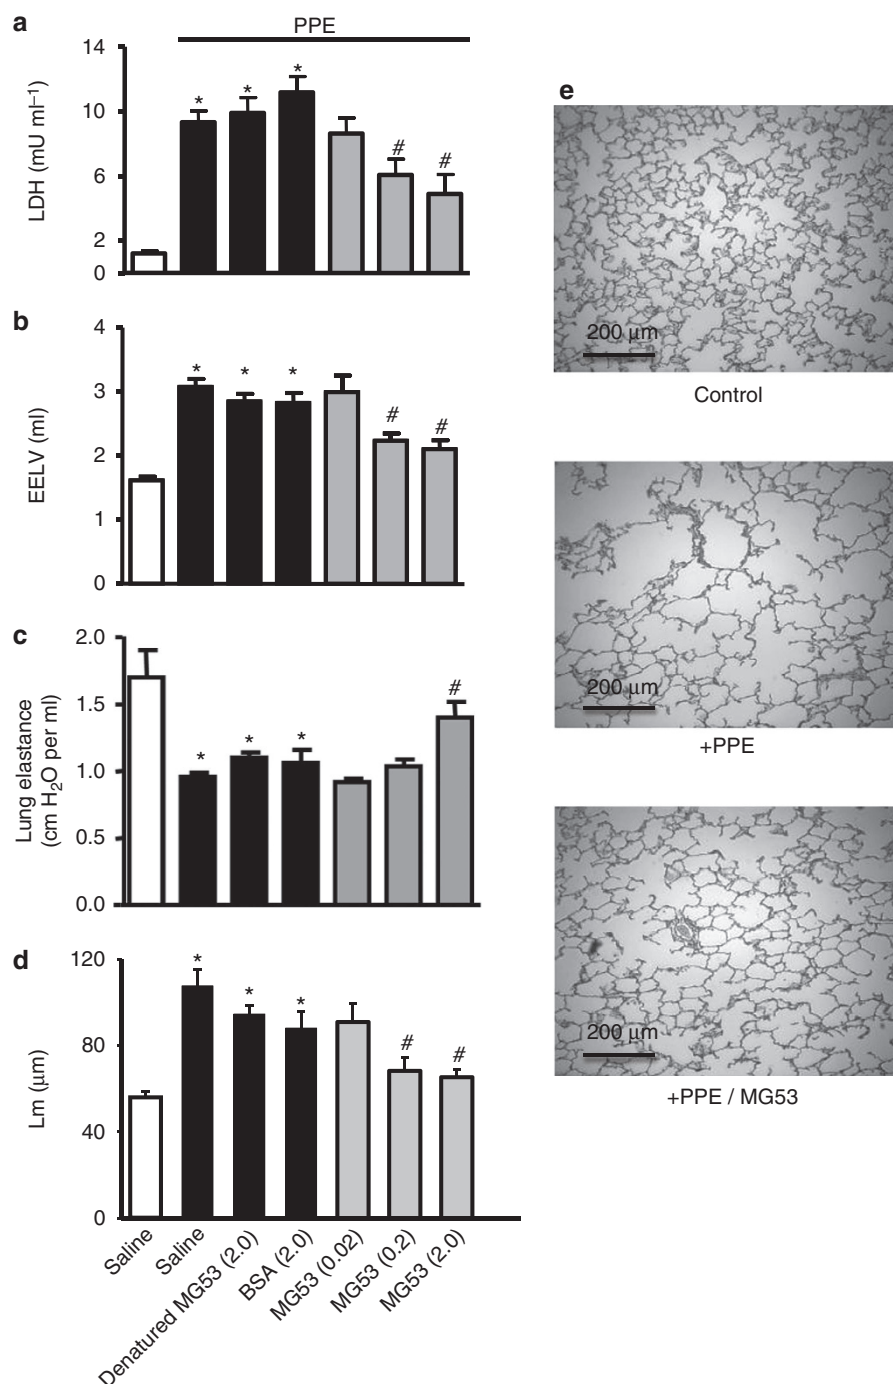 a
PPE
14
10
6
2
0
LDH (mU ml⁻¹)
* * *
# #
b
4
3
2
1
0
EELV (ml)
* * *
# #
c
2.0
1.5
1.0
0.5
0.0
Lung elastance
(cm H₂O per ml)
* * *
#
d
120
80
40
0
Lm (μm)
* * *
# #
Saline
Saline
Denatured MG53 (2.0)
BSA (2.0)
MG53 (0.02)
MG53 (0.2)
MG53 (2.0)
e
200 μm
Control
200 μm
+PPE
200 μm
+PPE / MG53